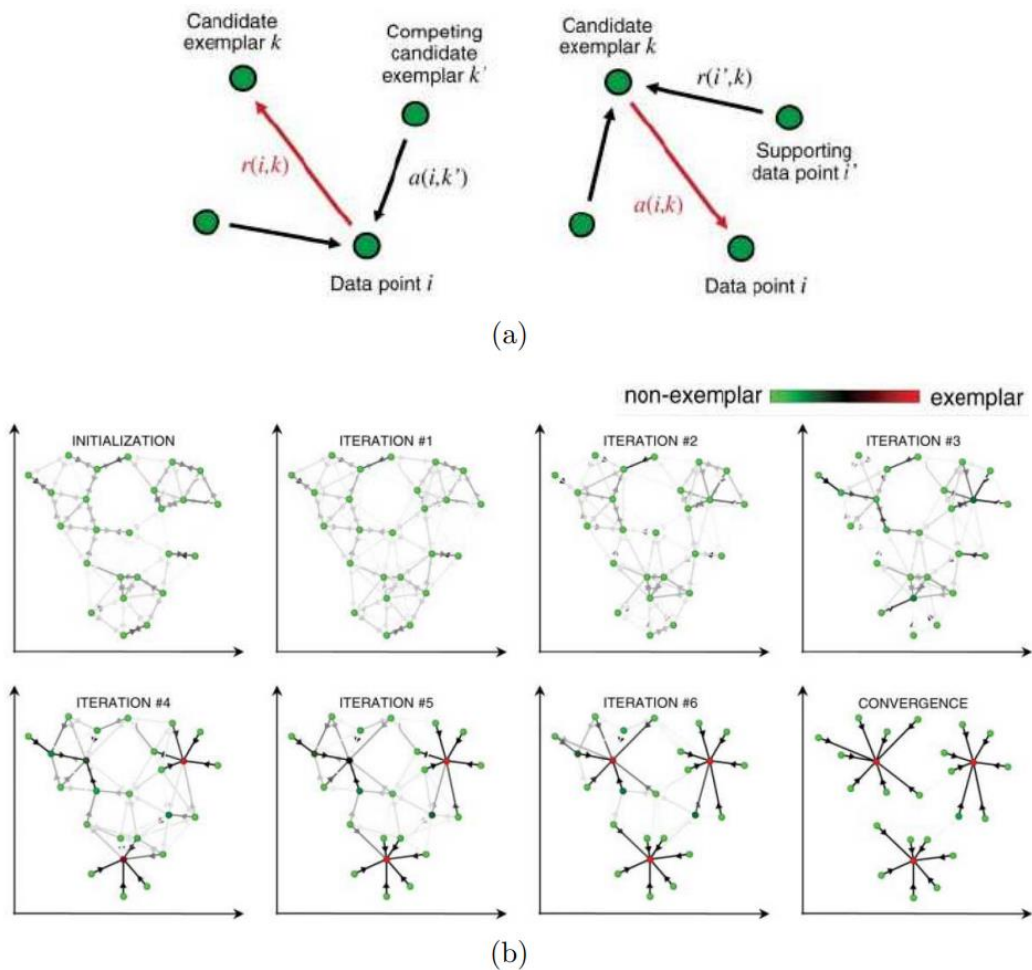 Candidate
exemplar k
Competing
candidate
exemplar k'
r(i,k)
a(i,k')
Data point i
Candidate
exemplar k
r(i',k)
Supporting
data point i'
a(i,k)
Data point i
(a)
non-exemplar
exemplar
INITIALIZATION
ITERATION #1
ITERATION #2
ITERATION #3
ITERATION #4
ITERATION #5
ITERATION #6
CONVERGENCE
(b)